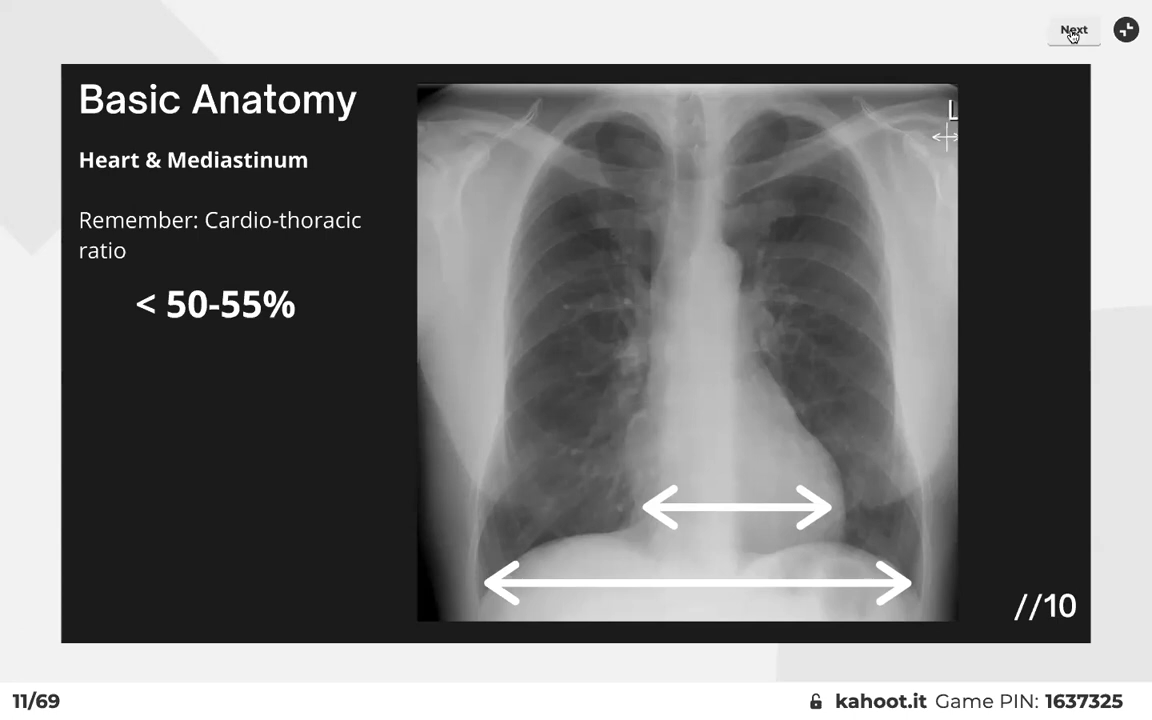 Next
Basic Anatomy
Heart & Mediastinum
Remember: Cardio-thoracic
ratio
< 50-55%
L
//10
11/69
kahoot.it Game PIN: 1637325